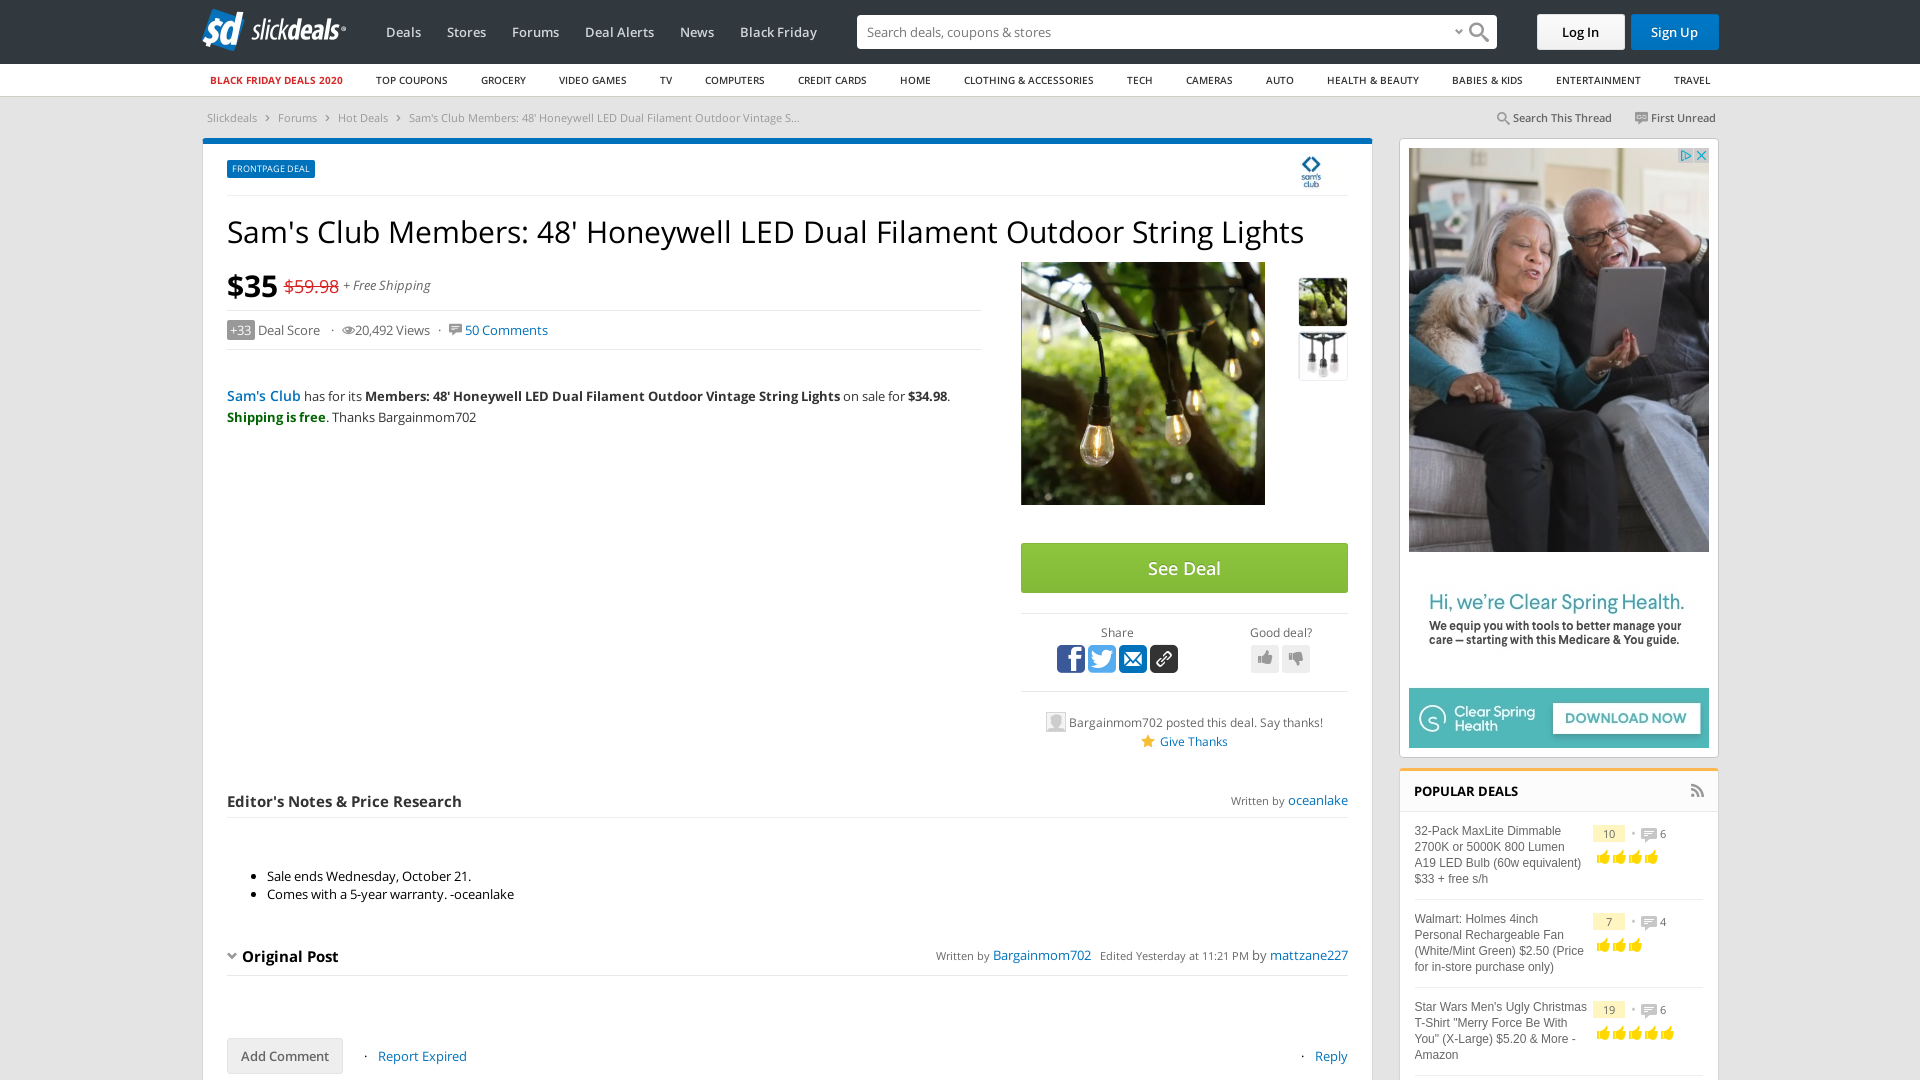 sd slickdeals
Deals Stores Forums Deal Alerts News Black Friday Search deals, coupons & stores Log In Sign Up
BLACK FRIDAY DEALS 2020 TOP COUPONS GROCERY VIDEO GAMES TV COMPUTERS CREDIT CARDS HOME CLOTHING & ACCESSORIES TECH CAMERAS AUTO HEALTH & BEAUTY BABIES & KIDS ENTERTAINMENT TRAVEL
Slickdeals › Forums › Hot Deals › Sam's Club Members: 48' Honeywell LED Dual Filament Outdoor Vintage S...
Search This Thread First Unread
FRONTPAGE DEAL
sam's club
Sam's Club Members: 48' Honeywell LED Dual Filament Outdoor String Lights
$35 $59.98 + Free Shipping
+33 Deal Score · 20,492 Views · 50 Comments
Sam's Club has for its Members: 48' Honeywell LED Dual Filament Outdoor Vintage String Lights on sale for $34.98.
Shipping is free. Thanks Bargainmom702
See Deal
Share
Good deal?
Bargainmom702 posted this deal. Say thanks!
Give Thanks
Editor's Notes & Price Research
Written by oceanlake
• Sale ends Wednesday, October 21.
• Comes with a 5-year warranty. -oceanlake
Original Post
Written by Bargainmom702 Edited Yesterday at 11:21 PM by mattzane227
Add Comment · Report Expired
· Reply
Hi, we're Clear Spring Health.
We equip you with tools to better manage your
care – starting with this Medicare & You guide.
Clear Spring
Health
DOWNLOAD NOW
POPULAR DEALS
32-Pack MaxLite Dimmable
2700K or 5000K 800 Lumen
A19 LED Bulb (60w equivalent)
$33 + free s/h
10 • 6
Walmart: Holmes 4inch
Personal Rechargeable Fan
(White/Mint Green) $2.50 (Price
for in-store purchase only)
7 • 4
Star Wars Men's Ugly Christmas
T-Shirt "Merry Force Be With
You" (X-Large) $5.20 & More -
Amazon
19 • 6